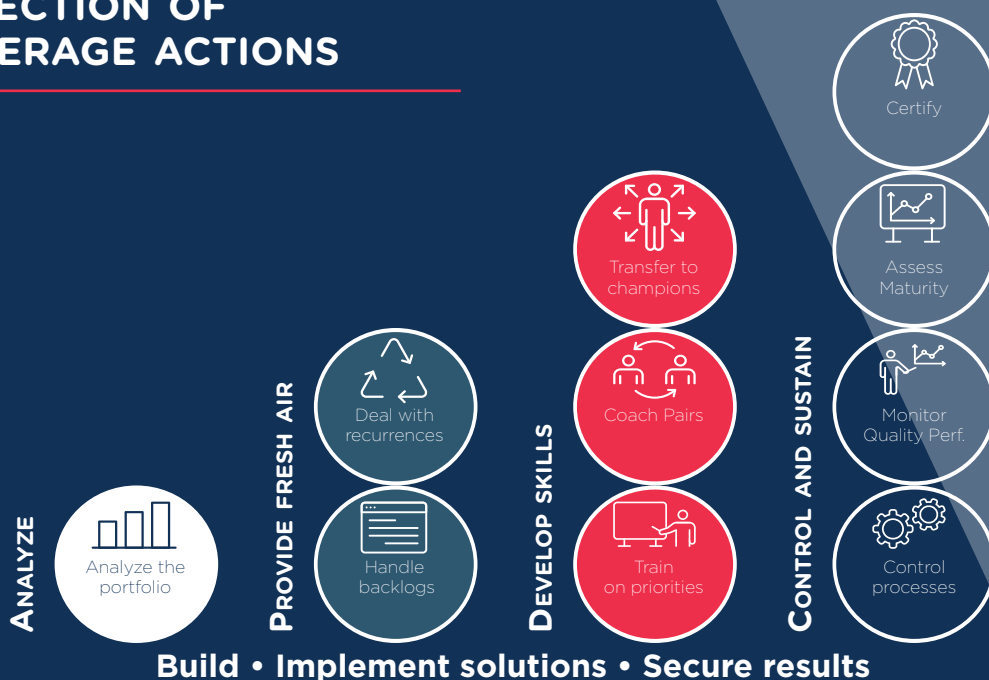 ECTION OF
ERAGE ACTIONS
ANALYZE
Analyze the
portfolio
PROVIDE FRESH AIR
Deal with
recurrences
Handle
backlogs
DEVELOP SKILLS
Transfer to
champions
Coach Pairs
Train
on priorities
CONTROL AND SUSTAIN
Certify
Assess
Maturity
Monitor
Quality Perf.
Control
processes
Build • Implement solutions • Secure results